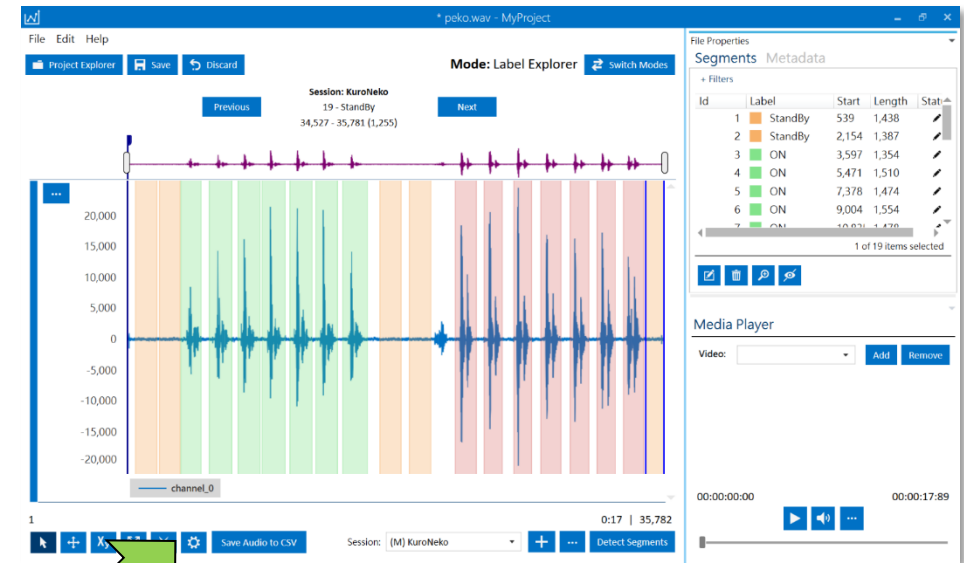 * peko.wav - MyProject
File Edit Help
Project Explorer Save Discard Mode: Label Explorer Switch Modes
Session: KuroNeko
Previous 19 - StandBy Next
34,527 - 35,781 (1,255)
20,000
15,000
10,000
5,000
0
-5,000
-10,000
-15,000
-20,000
channel_0
1 0:17 | 35,782
Save Audio to CSV Session: (M) KuroNeko Detect Segments
File Properties
Segments Metadata
+ Filters
Id Label Start Length
1 StandBy 539 1,438
2 StandBy 2,154 1,387
3 ON 3,597 1,354
4 ON 5,471 1,510
5 ON 7,378 1,474
6 ON 9,004 1,554
1 of 19 items selected
Media Player
Video: Add Remove
00:00:00:00 00:00:17:89